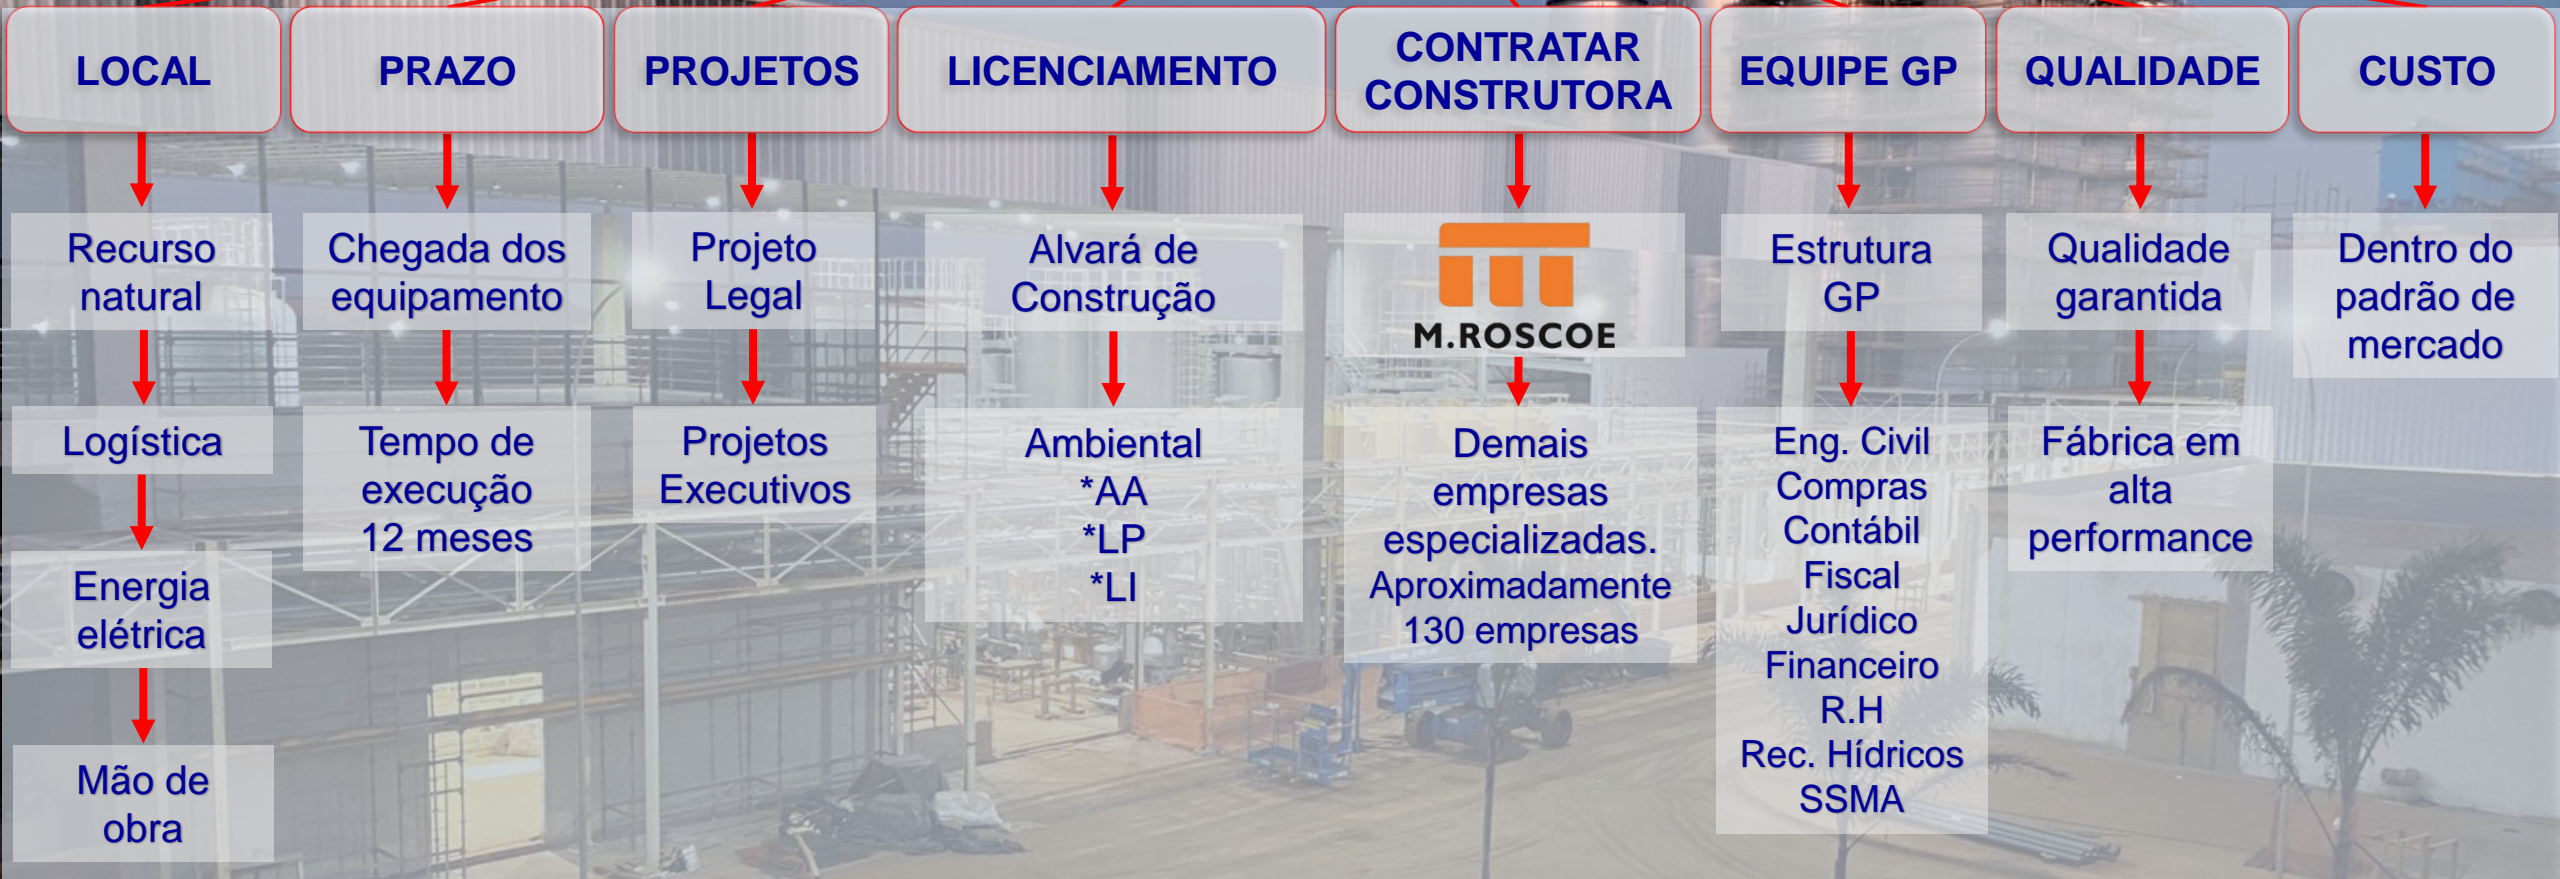 LOCAL
PRAZO
PROJETOS
LICENCIAMENTO
CONTRATAR
CONSTRUTORA
EQUIPE GP
QUALIDADE
CUSTO
Recurso
natural
Logística
Energia
elétrica
Mão de
obra
Chegada dos
equipamento
Tempo de
execução
12 meses
Projeto
Legal
Projetos
Executivos
Alvará de
Construção
Ambiental
*AA
*LP
*LI
M.ROSCOE
Demais
empresas
especializadas.
Aproximadamente
130 empresas
Estrutura
GP
Eng. Civil
Compras
Contábil
Fiscal
Jurídico
Financeiro
R.H
Rec. Hídricos
SSMA
Qualidade
garantida
Fábrica em
alta
performance
Dentro do
padrão de
mercado